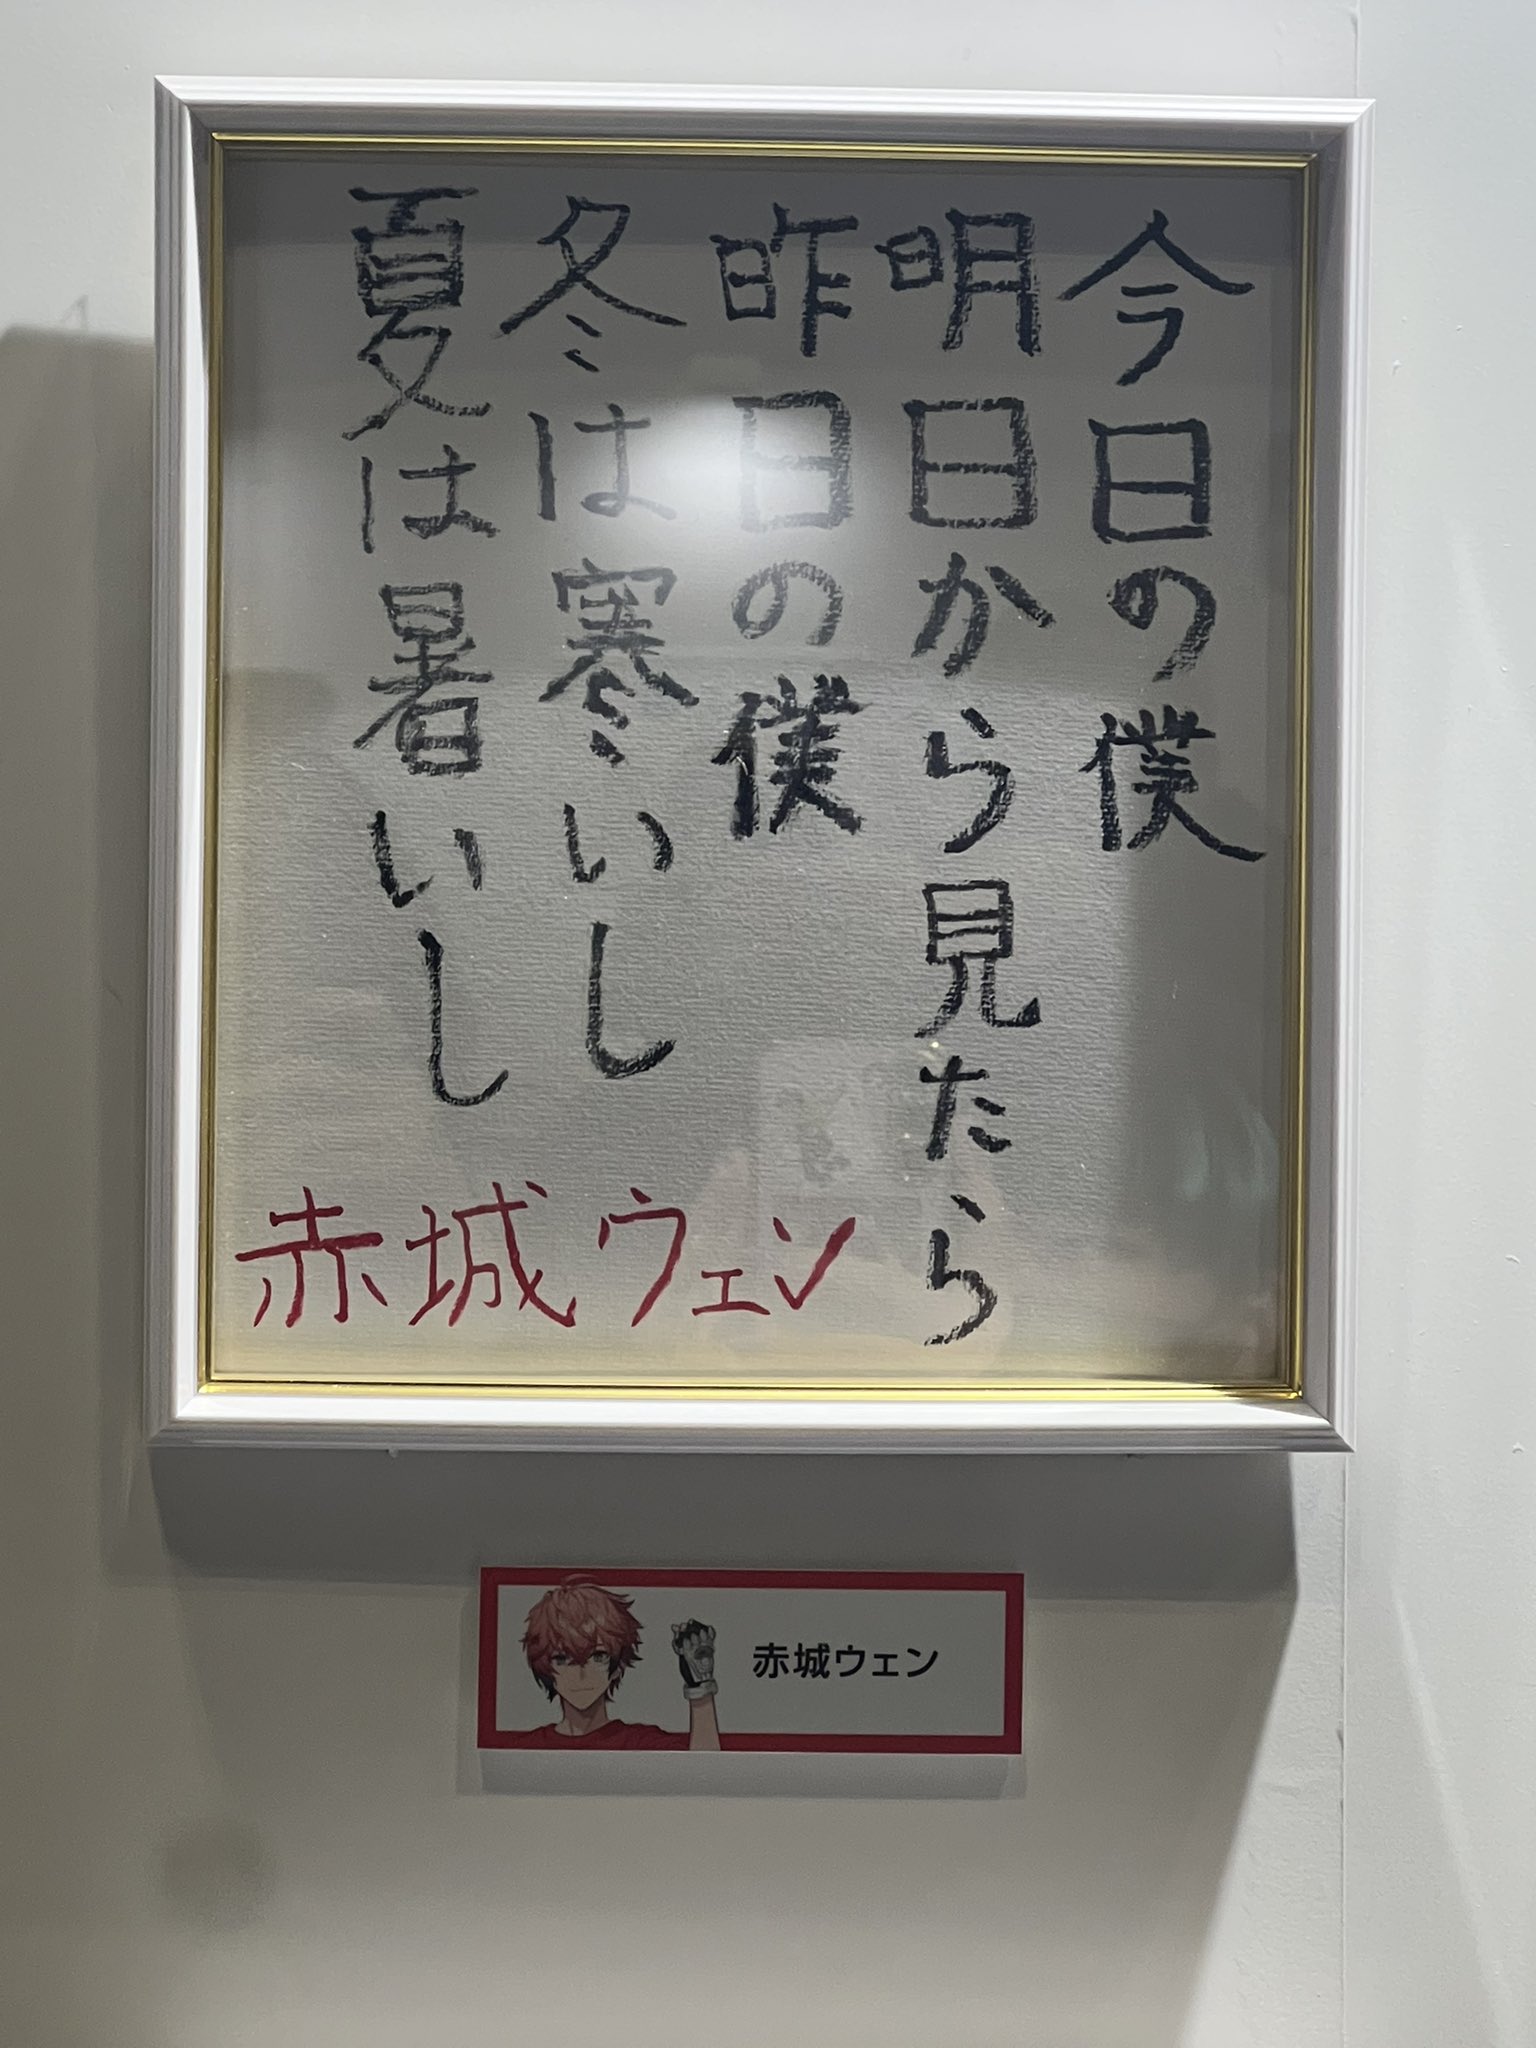 今日の僕
明日から見たら
昨日の僕
冬は寒いし
夏は暑いし
赤城ウェン
赤城ウェン